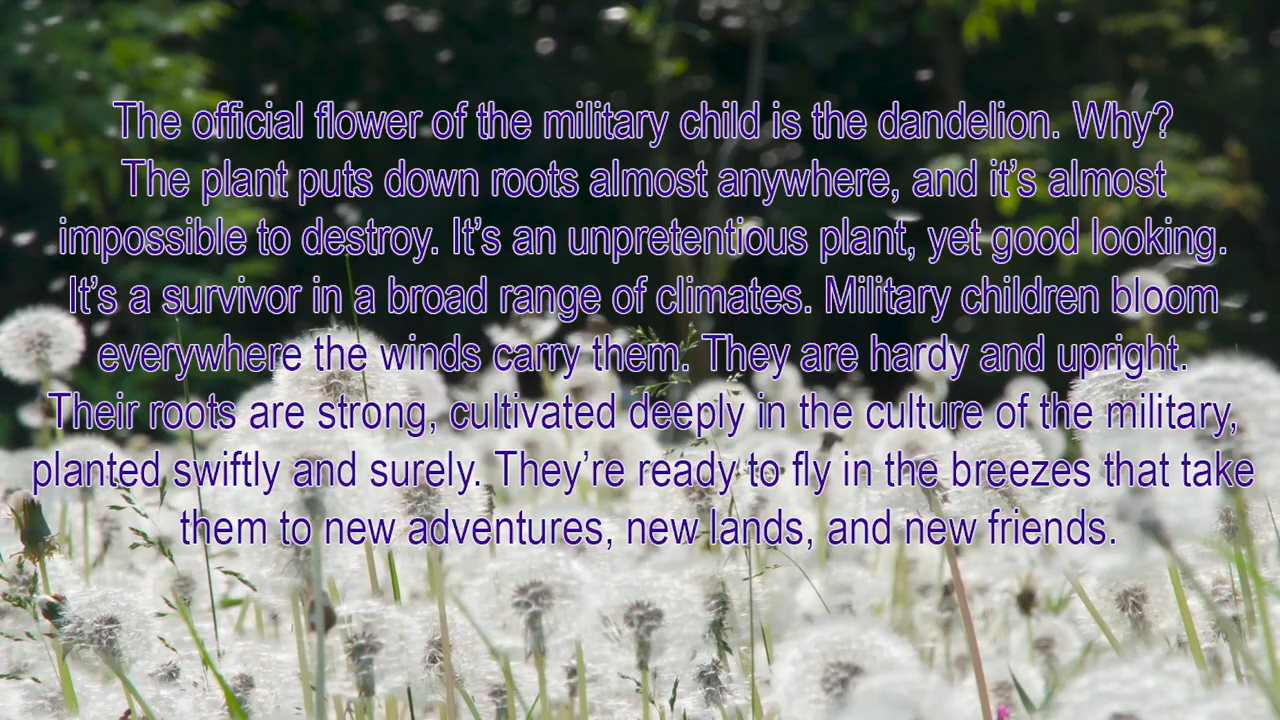 The official flower of the military child is the dandelion. Why?
The plant puts down roots almost anywhere, and it’s almost
impossible to destroy. It’s an unpretentious plant, yet good looking.
It’s a survivor in a broad range of climates. Military children bloom
everywhere the winds carry them. They are hardy and upright.
Their roots are strong, cultivated deeply in the culture of the military,
planted swiftly and surely. They’re ready to fly in the breezes that take
them to new adventures, new lands, and new friends.